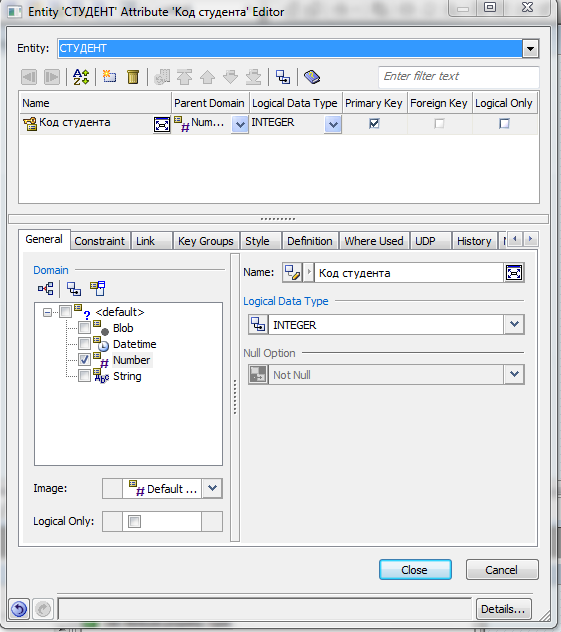 Entity 'СТУДЕНТ' Attribute 'Код студента' Editor
Entity: СТУДЕНТ
Enter filter text
Name Parent Domain Logical Data Type Primary Key Foreign Key Logical Only
Код студента Num... INTEGER
General Constraint Link Key Groups Style Definition Where Used UDP History
Domain
Name: Код студента
<default>
Blob
Datetime
Number
String
Logical Data Type
INTEGER
Null Option
Not Null
Image: Default ...
Logical Only:
Close Cancel
Details...